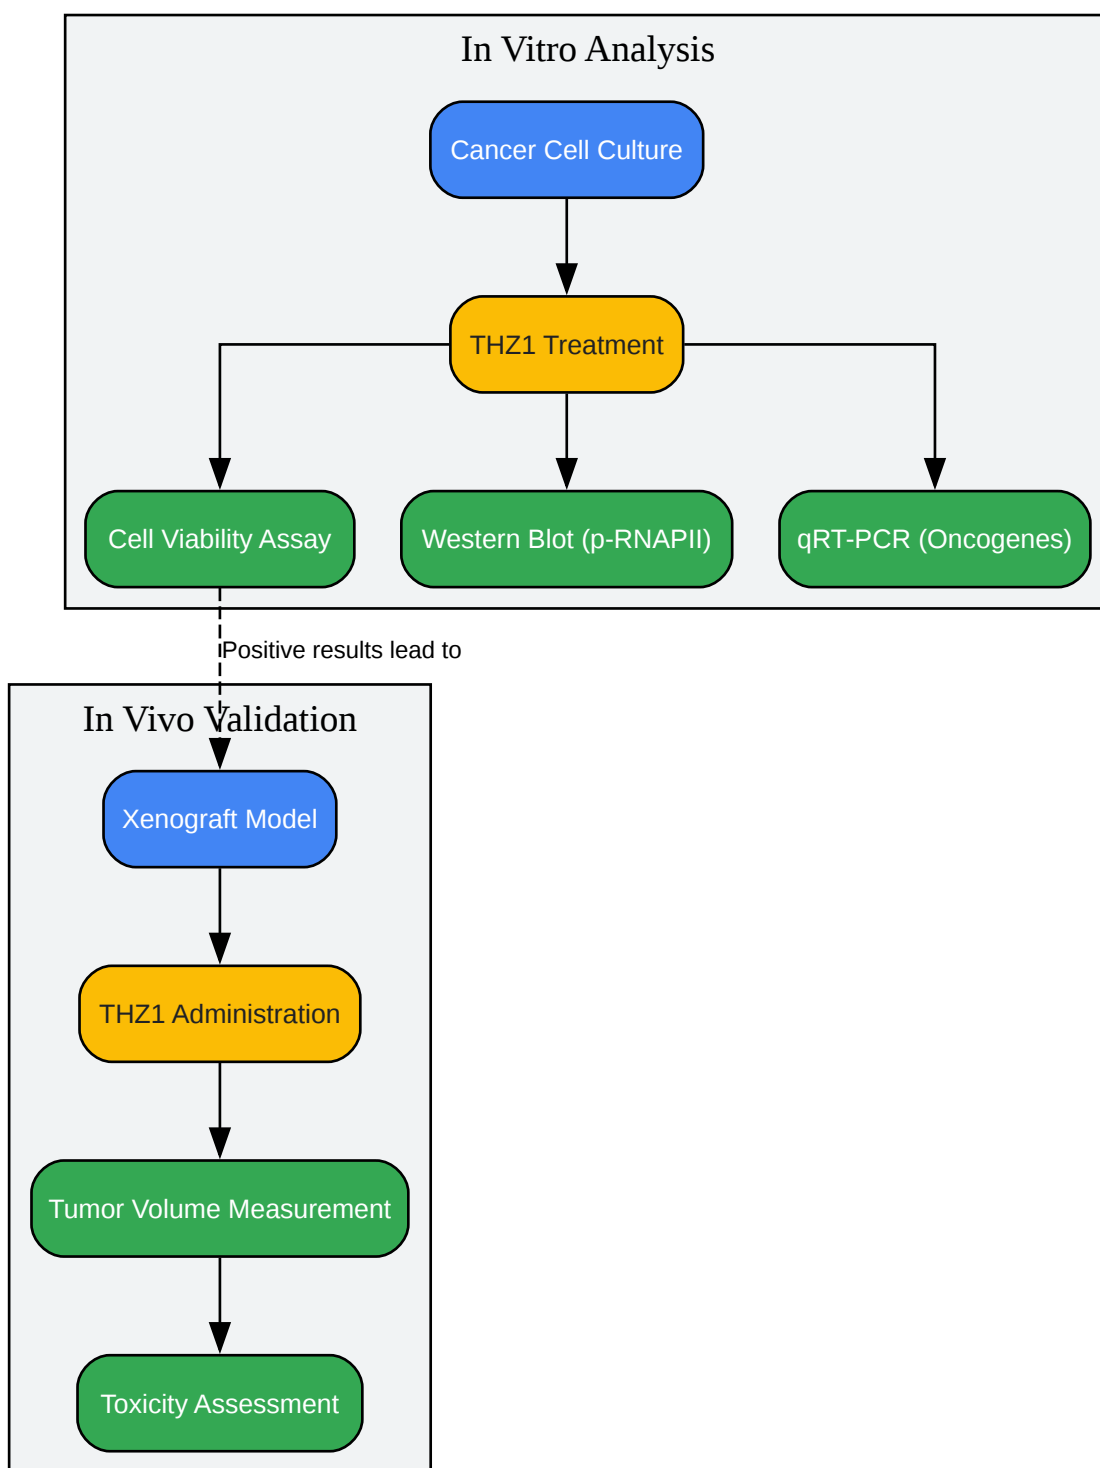 In Vitro Analysis
Cancer Cell Culture
THZ1 Treatment
Cell Viability Assay
Western Blot (p-RNAPII)
qRT-PCR (Oncogenes)
Positive results lead to
In Vivo Validation
Xenograft Model
THZ1 Administration
Tumor Volume Measurement
Toxicity Assessment